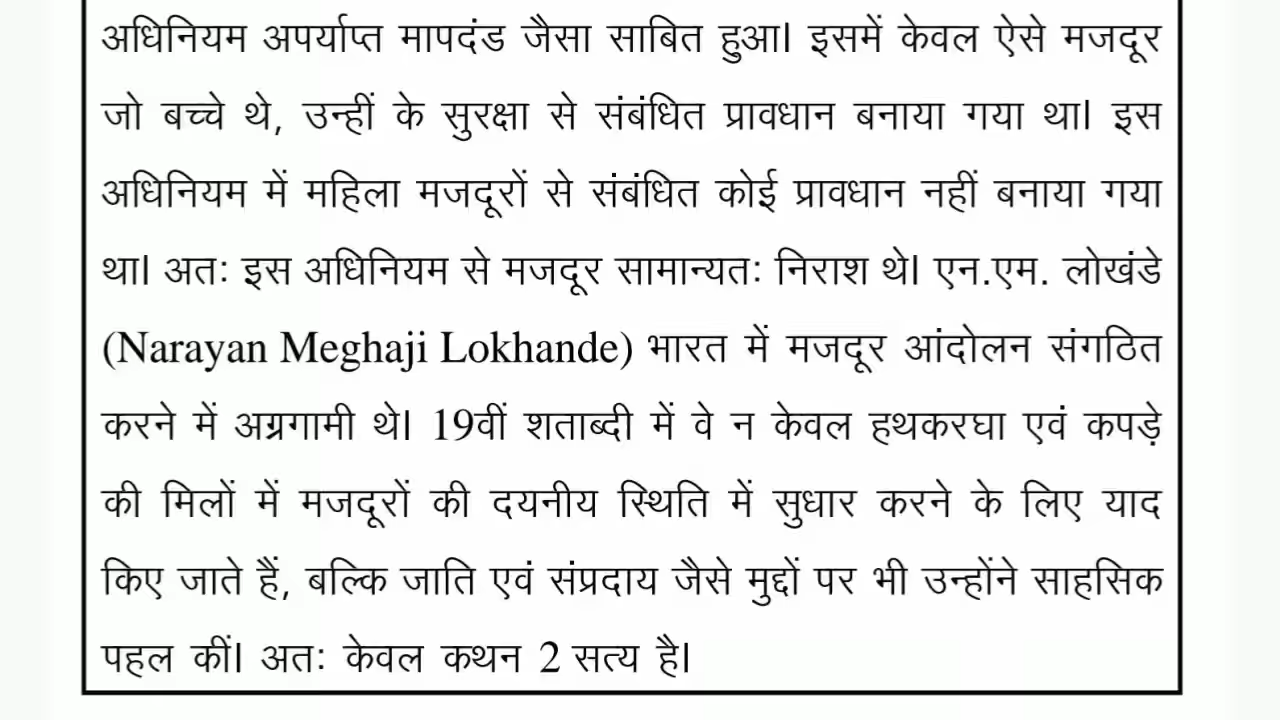 अधिनियम अपर्याप्त मापदंड जैसा साबित हुआ। इसमें केवल ऐसे मजदूर
जो बच्चे थे, उन्हीं के सुरक्षा से संबंधित प्रावधान बनाया गया था। इस
अधिनियम में महिला मजदूरों से संबंधित कोई प्रावधान नहीं बनाया गया
था। अतः इस अधिनियम से मजदूर सामान्यतः निराश थे। एन.एम. लोखंडे
(Narayan Meghaji Lokhande) भारत में मजदूर आंदोलन संगठित
करने में अग्रगामी थे। 19वीं शताब्दी में वे न केवल हथकरघा एवं कपड़े
की मिलों में मजदूरों की दयनीय स्थिति में सुधार करने के लिए याद
किए जाते हैं, बल्कि जाति एवं संप्रदाय जैसे मुद्दों पर भी उन्होंने साहसिक
पहल कीं। अतः केवल कथन 2 सत्य है।